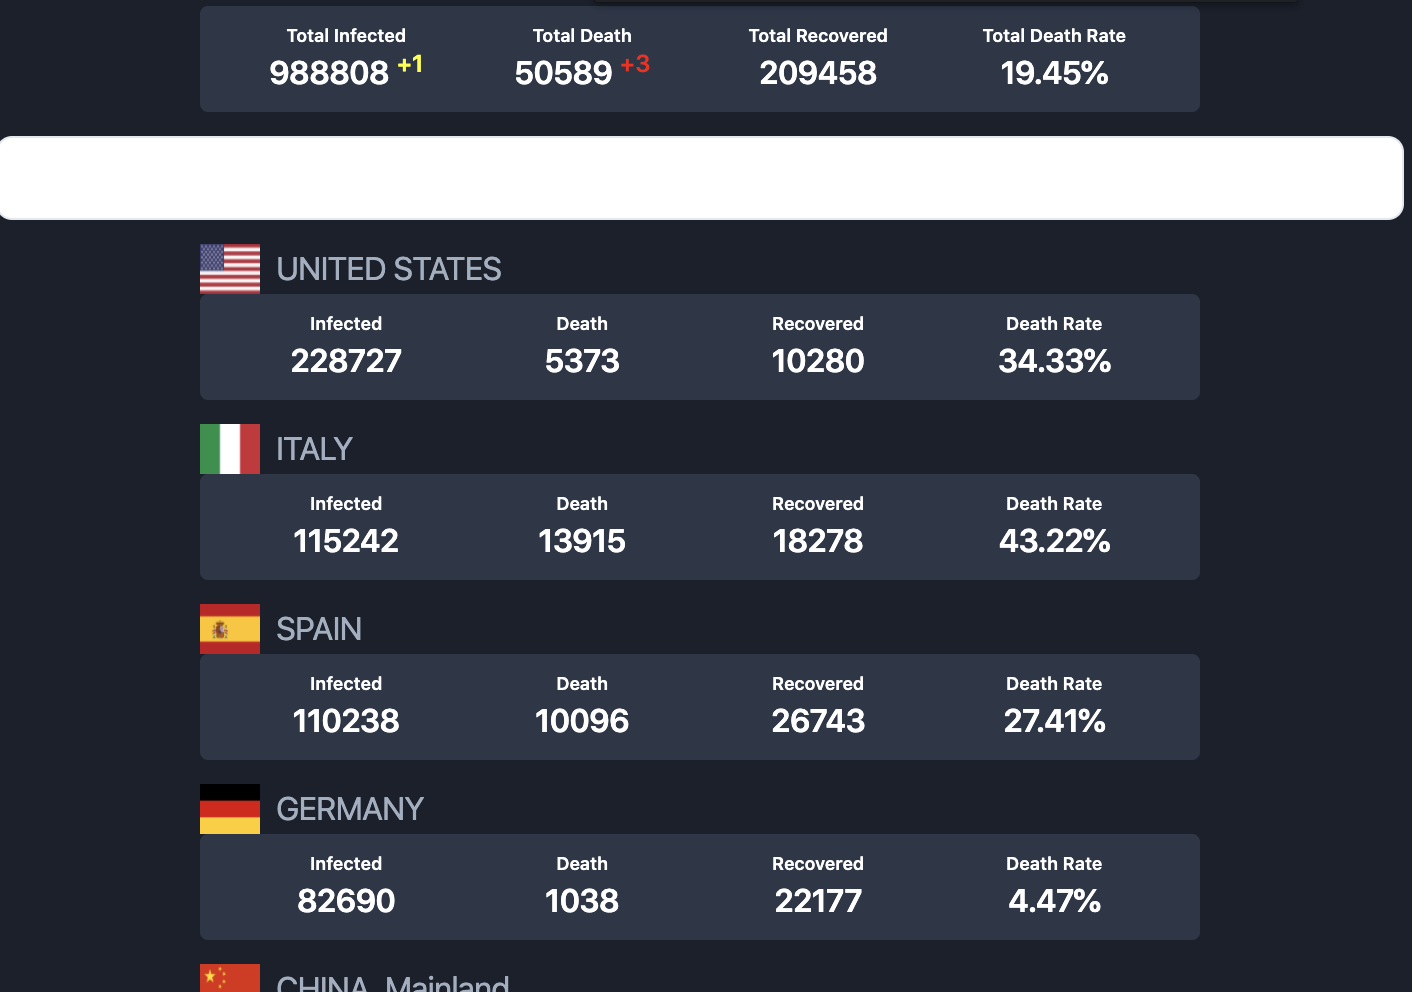 Total Infected Total Death Total Recovered Total Death Rate
988808 +1 50589 +3 209458 19.45%
UNITED STATES
Infected Death Recovered Death Rate
228727 5373 10280 34.33%
ITALY
Infected Death Recovered Death Rate
115242 13915 18278 43.22%
SPAIN
Infected Death Recovered Death Rate
110238 10096 26743 27.41%
GERMANY
Infected Death Recovered Death Rate
82690 1038 22177 4.47%
CHINA, Mainland